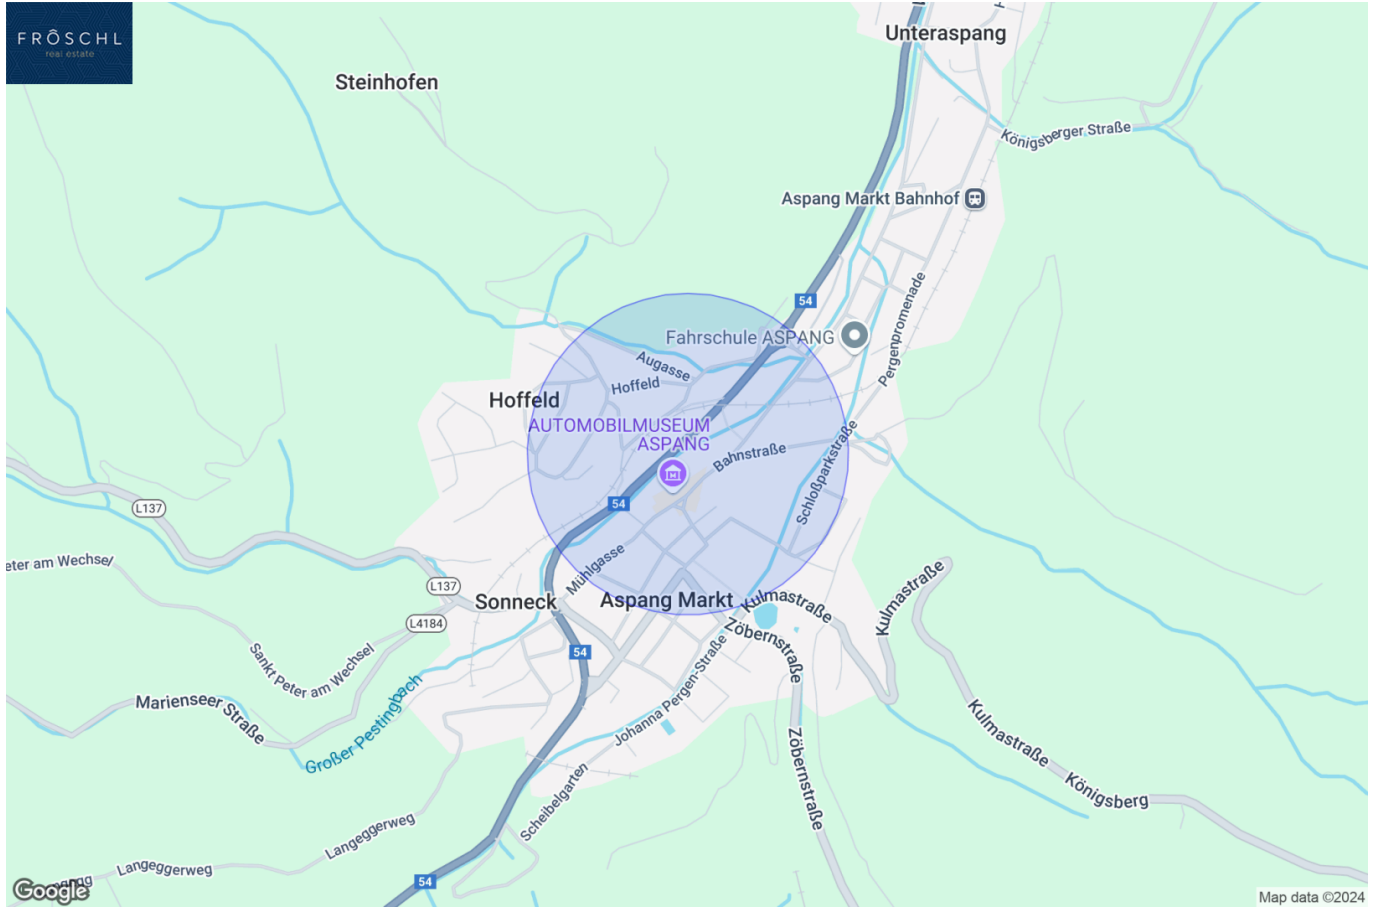 FRÖSCHL
real estate
Unteraspang
Steinhofen
Königsberger Straße
Aspang Markt Bahnhof
54
Fahrschule ASPANG
Pergenpromenade
Augasse
Hoffeld
Hoffeld
AUTOMOBILMUSEUM
ASPANG
Bahnstraße
Schloßparkstraße
54
L137
eter am Wechsel
Mühlgasse
L137
Sonneck
Aspang Markt
Kulmastraße
Kulmastraße
L4184
Zöbernstraße
54
Sankt Peter am Wechsel
Marienseer Straße
Großer Pestingbach
Johanna Pergen-Straße
Kulmastraße
Zöbernstraße
Königsberg
Scheibelgarten
Langeggerweg
Langeggerweg
54
Google
Map data ©2024